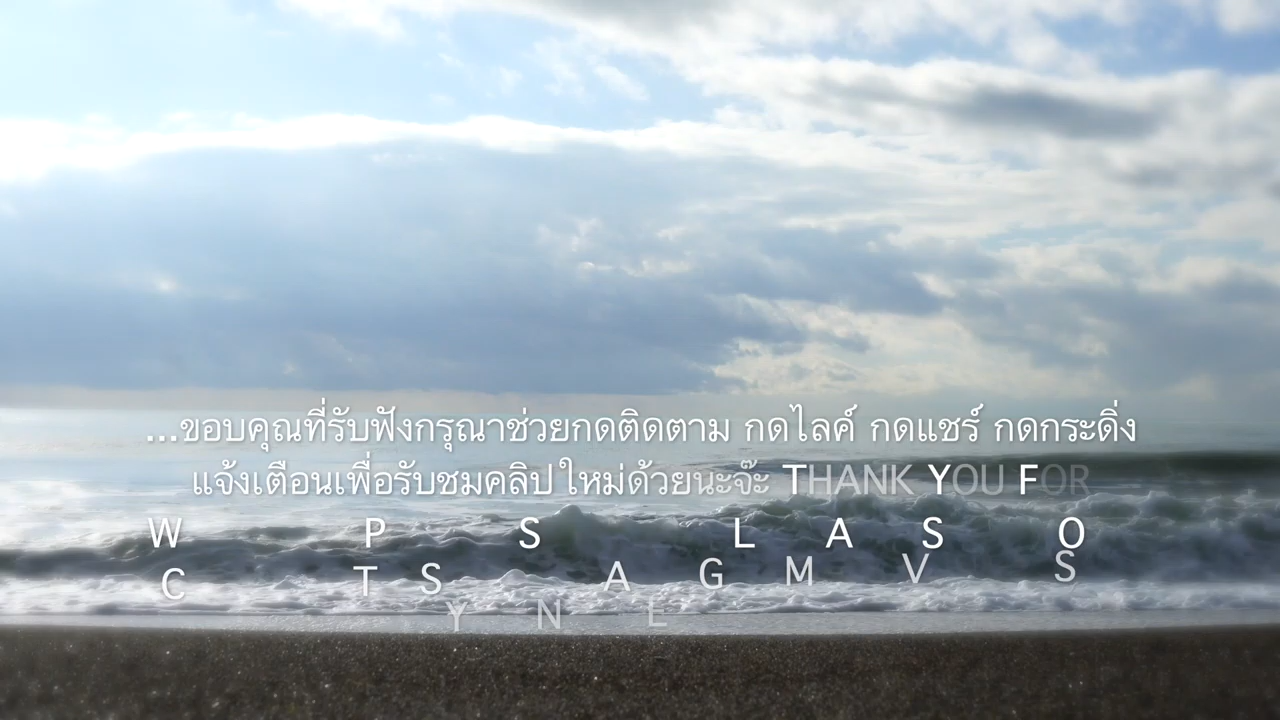 ...ขอบคุณที่รับฟังกรุณาช่วยกดติดตาม กดไลค์ กดแชร์ กดกระดิ่ง
แจ้งเตือนเพื่อรับชมคลิปใหม่ด้วยนะจ๊ะ THANK YOU FOR
W P S L A S O
C T S A G M V S
Y N L